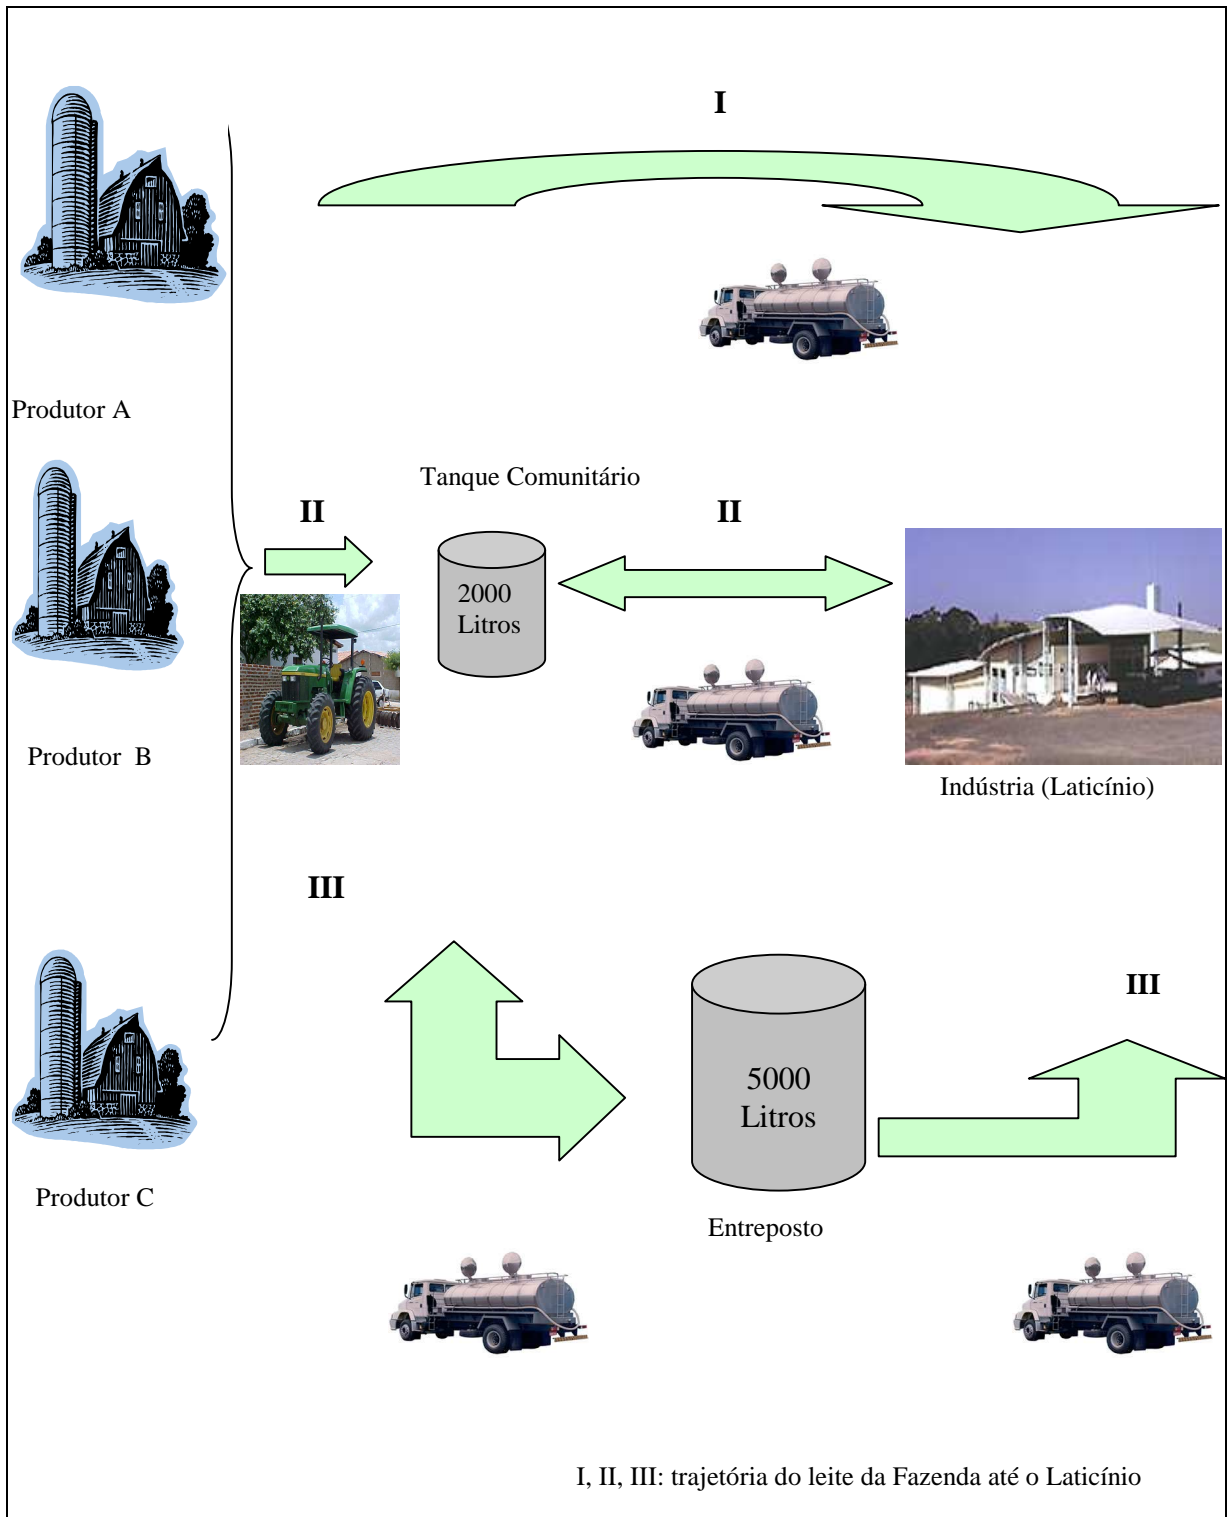 I
Produtor A
Tanque Comunitário
II
II
2000
Litros
Produtor B
Indústria (Laticínio)
III
III
5000
Litros
Produtor C
Entreposto
I, II, III: trajetória do leite da Fazenda até o Laticínio